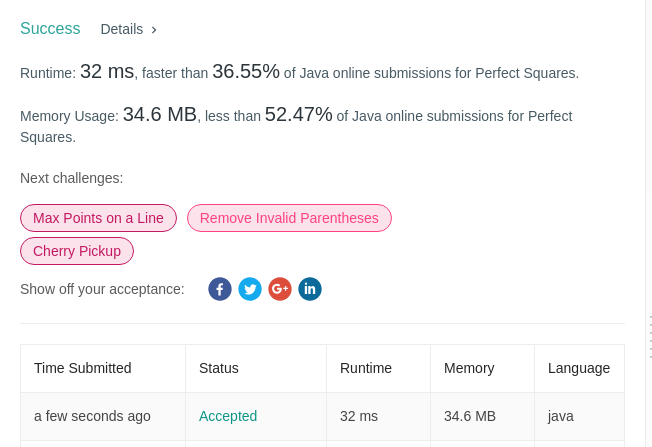 Success Details >
Runtime: 32 ms, faster than 36.55% of Java online submissions for Perfect Squares.
Memory Usage: 34.6 MB, less than 52.47% of Java online submissions for Perfect
Squares.
Next challenges:
Max Points on a Line Remove Invalid Parentheses
Cherry Pickup
Show off your acceptance: f G+ in
Time Submitted Status Runtime Memory Language
a few seconds ago Accepted 32 ms 34.6 MB java